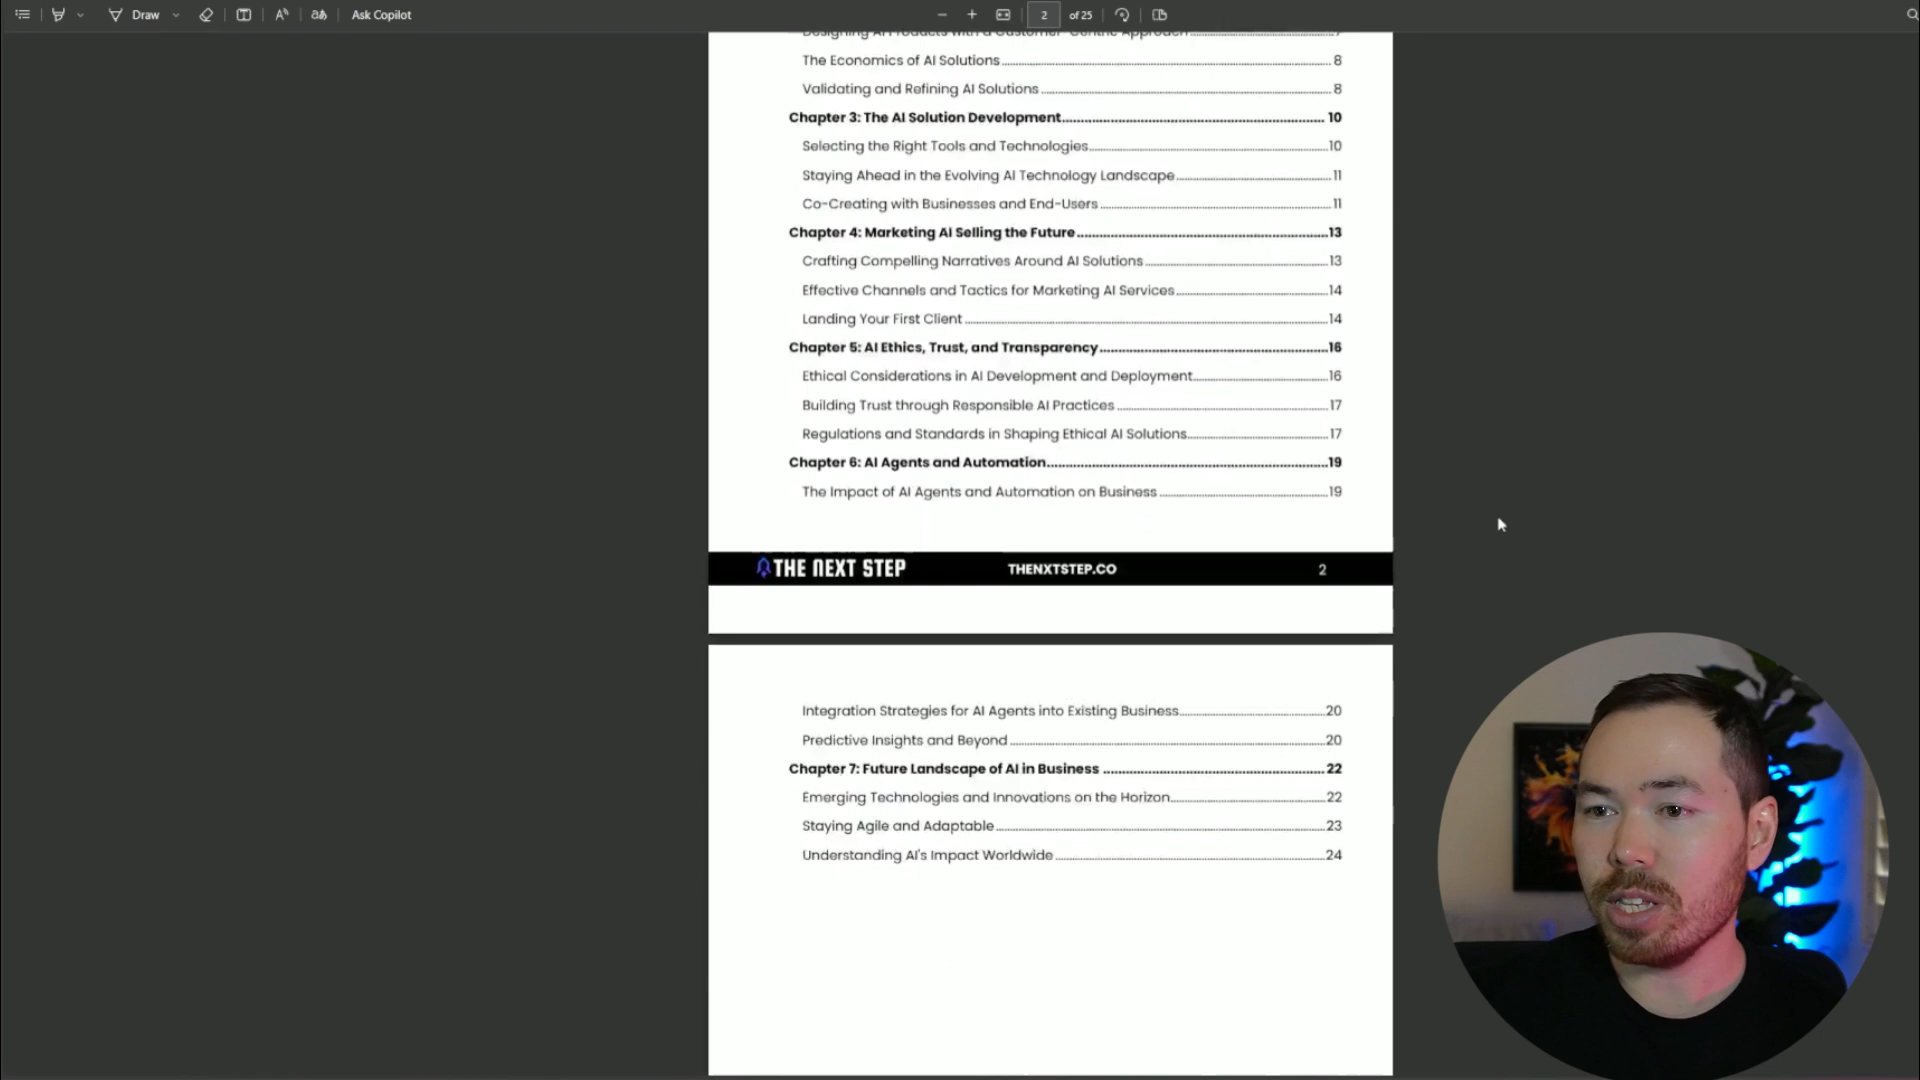 Draw
Ask Copilot
2 of 25
Designing AI Products with a Customer-Centric Approach 7
The Economics of AI Solutions 8
Validating and Refining AI Solutions 8
Chapter 3: The AI Solution Development 10
Selecting the Right Tools and Technologies 10
Staying Ahead in the Evolving AI Technology Landscape 11
Co-Creating with Businesses and End-Users 11
Chapter 4: Marketing AI Selling the Future 13
Crafting Compelling Narratives Around AI Solutions 13
Effective Channels and Tactics for Marketing AI Services 14
Landing Your First Client 14
Chapter 5: AI Ethics, Trust, and Transparency 16
Ethical Considerations in AI Development and Deployment 16
Building Trust through Responsible AI Practices 17
Regulations and Standards in Shaping Ethical AI Solutions 17
Chapter 6: AI Agents and Automation 19
The Impact of AI Agents and Automation on Business 19
THE NEXT STEP THENXTSTEP.CO 2
Integration Strategies for AI Agents into Existing Business 20
Predictive Insights and Beyond 20
Chapter 7: Future Landscape of AI in Business 22
Emerging Technologies and Innovations on the Horizon 22
Staying Agile and Adaptable 23
Understanding AI's Impact Worldwide 24